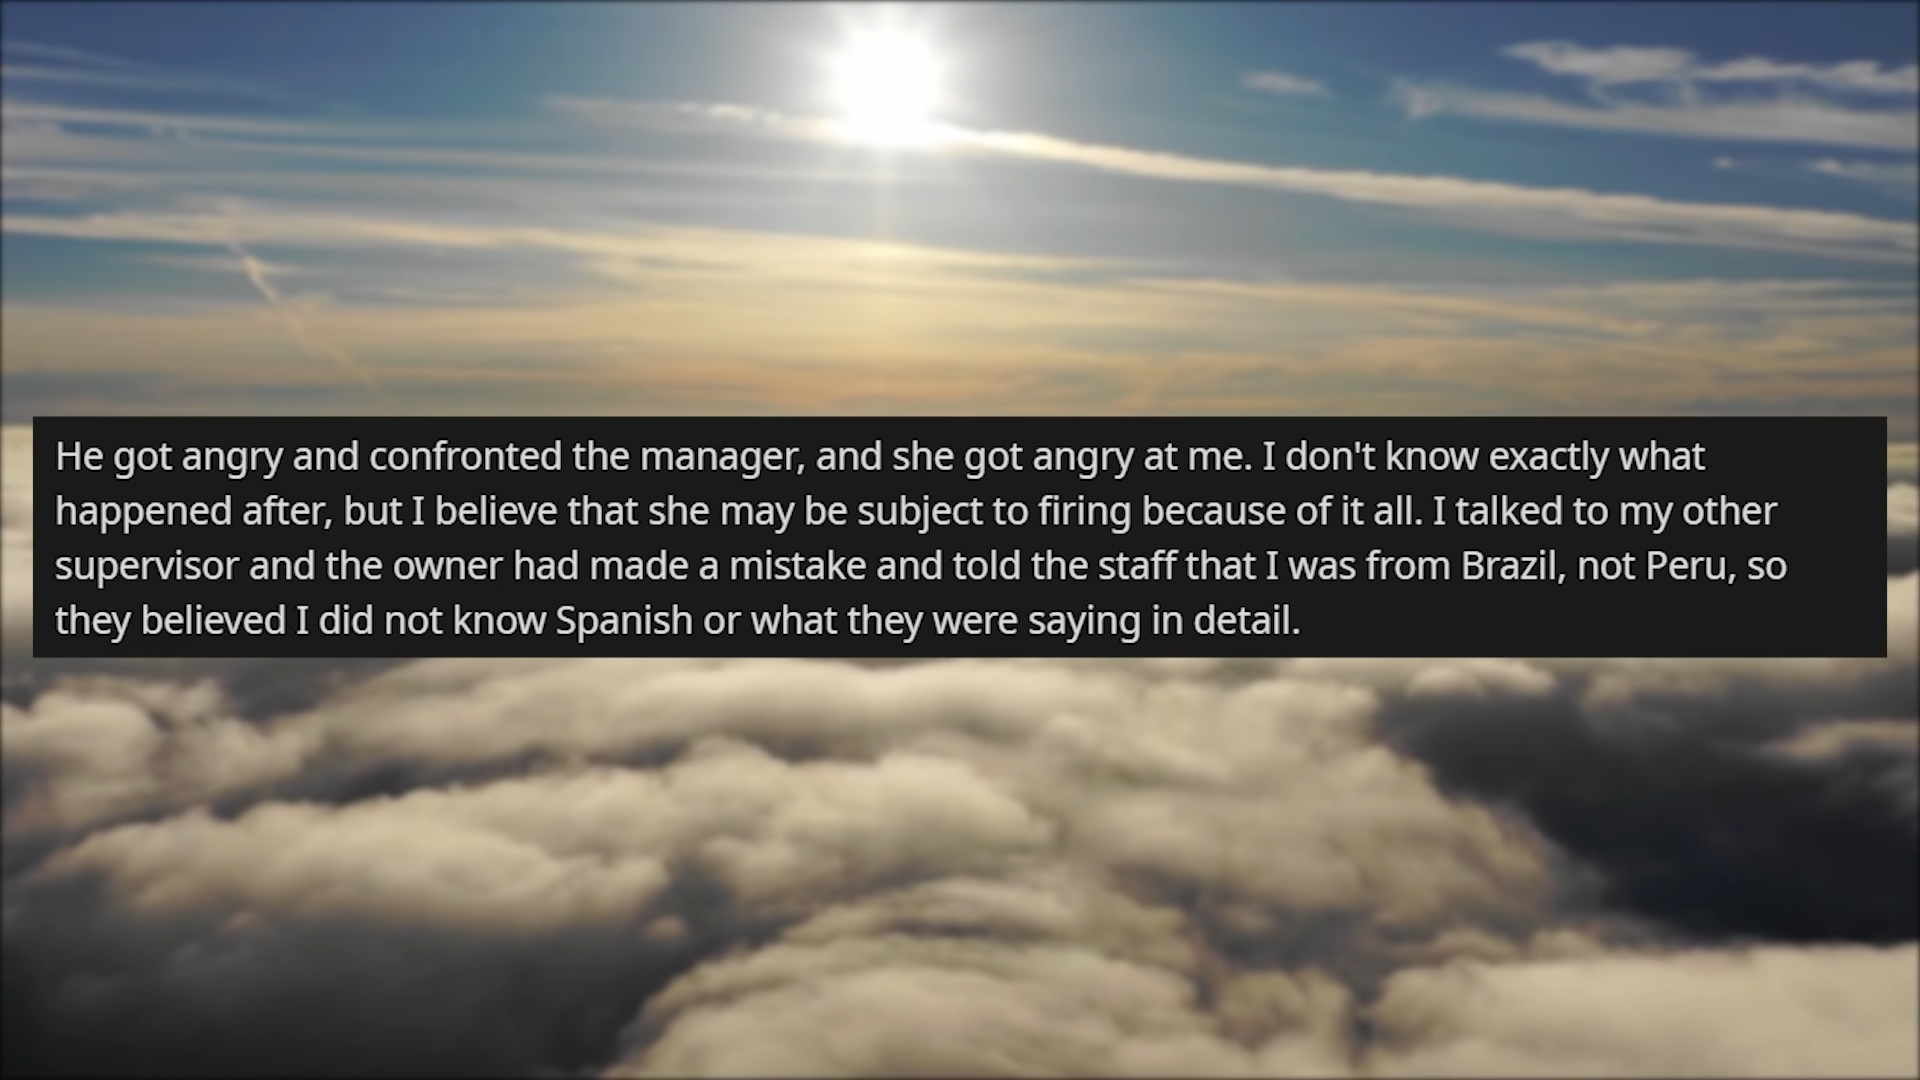 He got angry and confronted the manager, and she got angry at me. I don't know exactly what
happened after, but I believe that she may be subject to firing because of it all. I talked to my other
supervisor and the owner had made a mistake and told the staff that I was from Brazil, not Peru, so
they believed I did not know Spanish or what they were saying in detail.